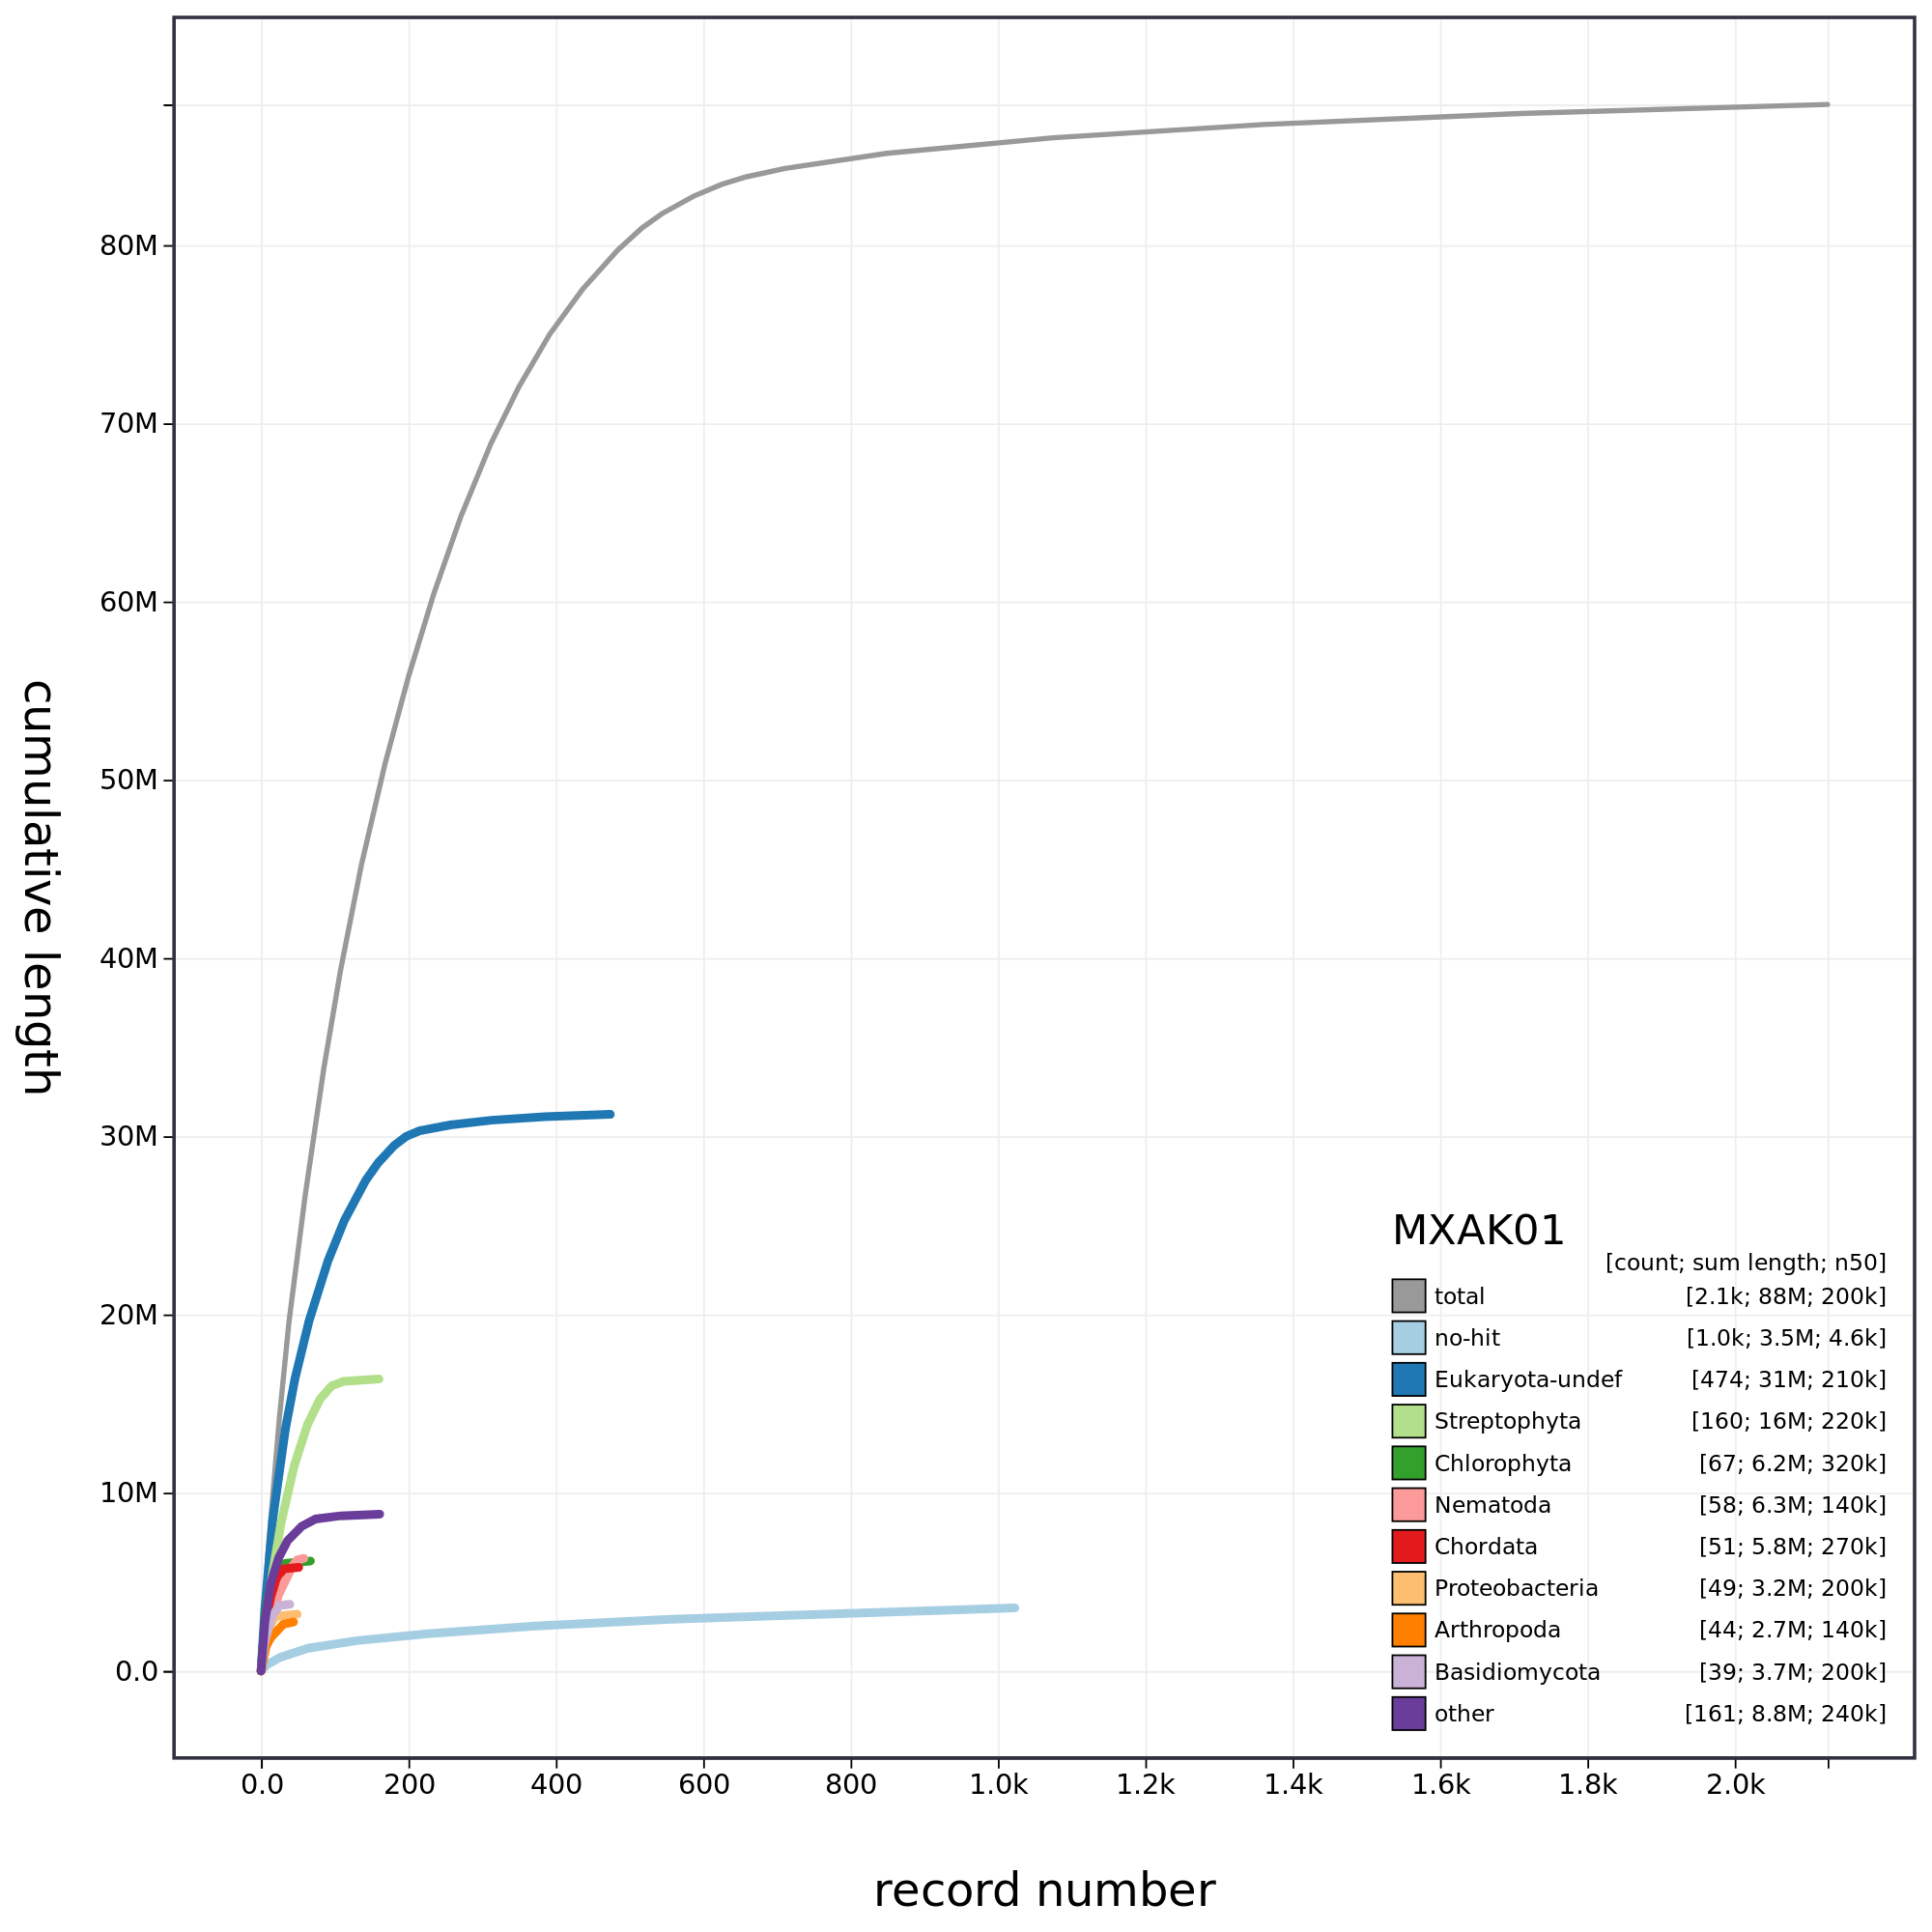 cumulative length
80M
70M
60M
50M
40M
30M
20M
10M
0.0
MXAK01
[count; sum length; n50]
total [2.1k; 88M; 200k]
no-hit [1.0k; 3.5M; 4.6k]
Eukaryota-undef [474; 31M; 210k]
Streptophyta [160; 16M; 220k]
Chlorophyta [67; 6.2M; 320k]
Nematoda [58; 6.3M; 140k]
Chordata [51; 5.8M; 270k]
Proteobacteria [49; 3.2M; 200k]
Arthropoda [44; 2.7M; 140k]
Basidiomycota [39; 3.7M; 200k]
other [161; 8.8M; 240k]
0.0 200 400 600 800 1.0k 1.2k 1.4k 1.6k 1.8k 2.0k
record number